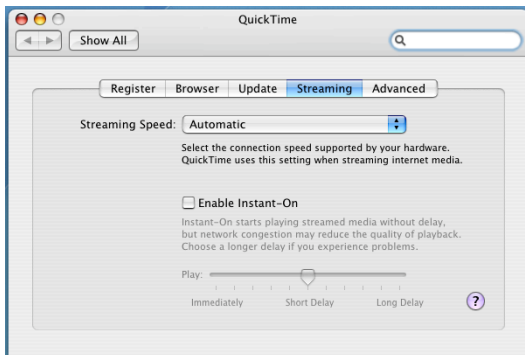 QuickTime
Show All
Register Browser Update Streaming Advanced
Streaming Speed: Automatic
Select the connection speed supported by your hardware.
QuickTime uses this setting when streaming internet media.
Enable Instant-On
Instant-On starts playing streamed media without delay,
but network congestion may reduce the quality of playback.
Choose a longer delay if you experience problems.
Play:
Immediately Short Delay Long Delay
?